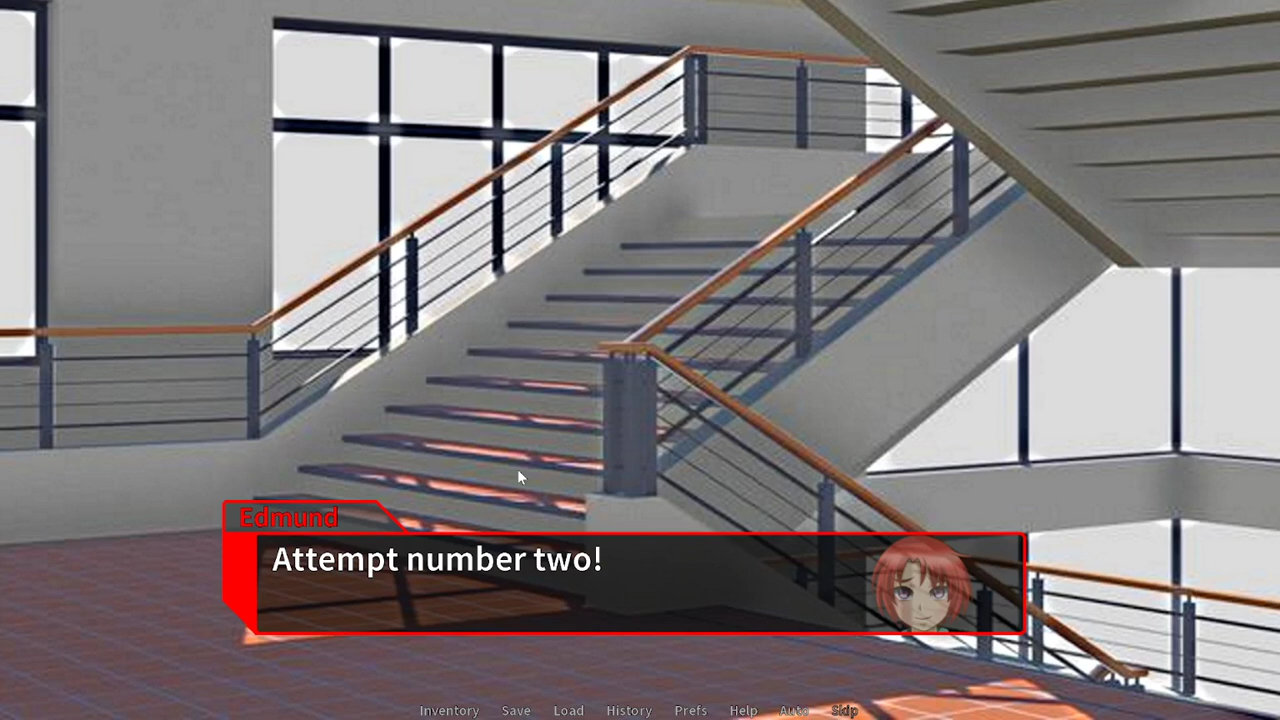 Edmund
Attempt number two!
Inventory Save Load History Prefs Help Auto Skip